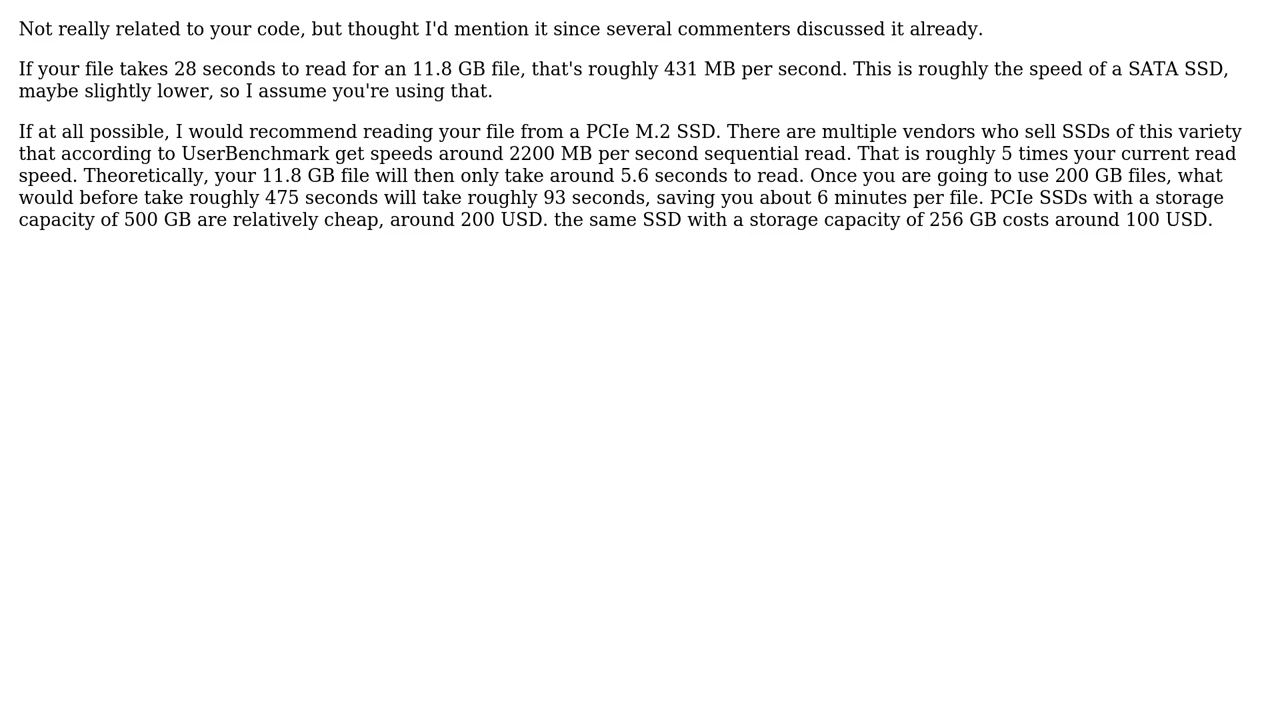 Not really related to your code, but thought I'd mention it since several commenters discussed it already.
If your file takes 28 seconds to read for an 11.8 GB file, that's roughly 431 MB per second. This is roughly the speed of a SATA SSD,
maybe slightly lower, so I assume you're using that.
If at all possible, I would recommend reading your file from a PCIe M.2 SSD. There are multiple vendors who sell SSDs of this variety
that according to UserBenchmark get speeds around 2200 MB per second sequential read. That is roughly 5 times your current read
speed. Theoretically, your 11.8 GB file will then only take around 5.6 seconds to read. Once you are going to use 200 GB files, what
would before take roughly 475 seconds will take roughly 93 seconds, saving you about 6 minutes per file. PCIe SSDs with a storage
capacity of 500 GB are relatively cheap, around 200 USD. the same SSD with a storage capacity of 256 GB costs around 100 USD.